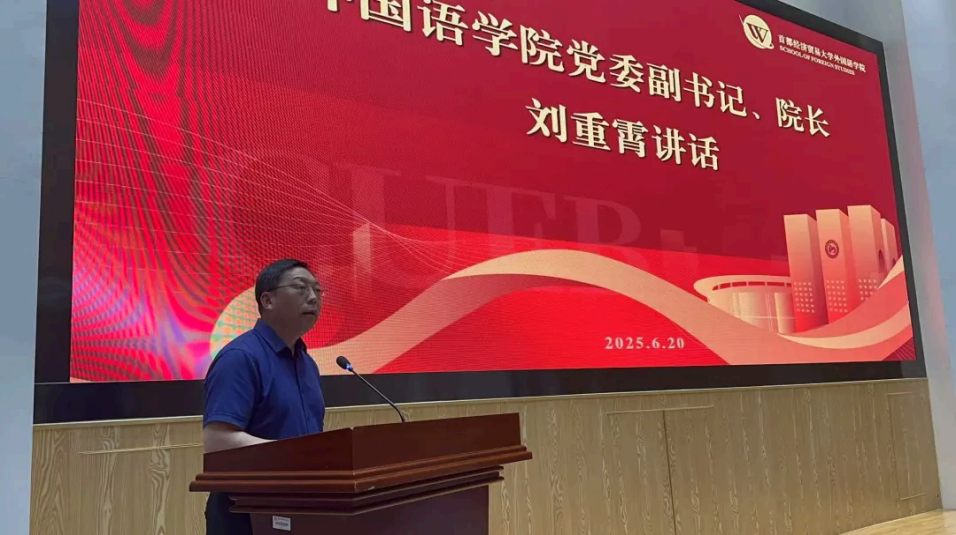 首都经济贸易大学外国语学院
SCHOOL OF FOREIGN STUDIES
国语学院党委副书记、院长
刘重霄讲话
CUEB
2025.6.20